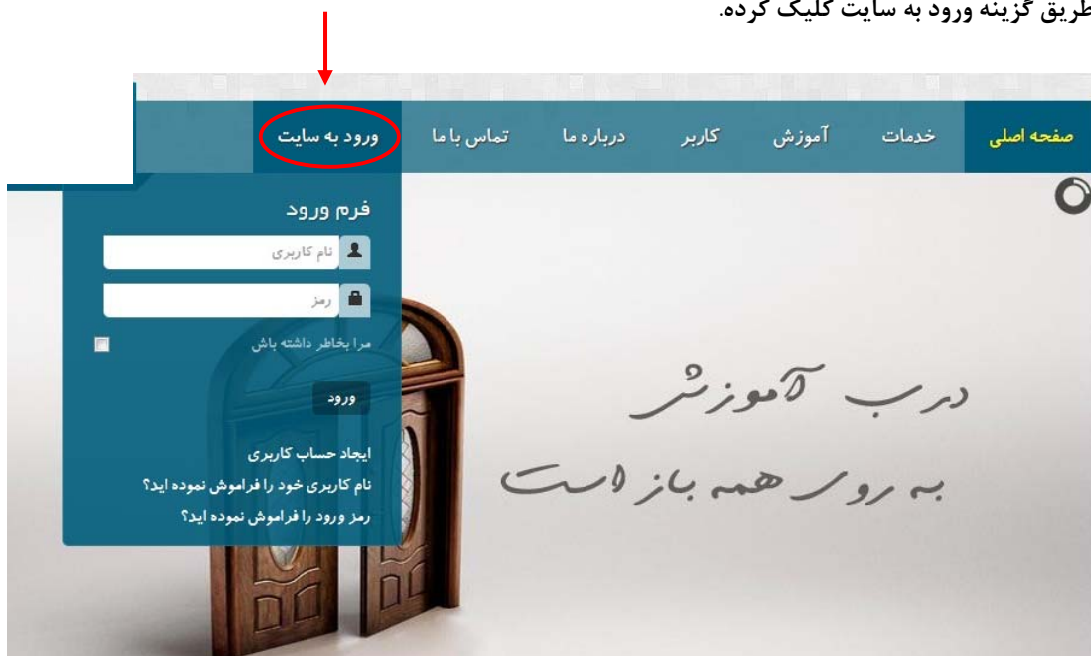 طریق گزینه ورود به سایت کلیک کرده.
صفحه اصلی خدمات آموزش کاربر درباره ما تماس با ما ورود به سایت
فرم ورود
نام کاربری
رمز
مرا بخاطر داشته باش
ورود
ایجاد حساب کاربری
نام کاربری خود را فراموش نموده اید؟
رمز ورود را فراموش نموده اید؟
درب آموزش
به روی همه باز است